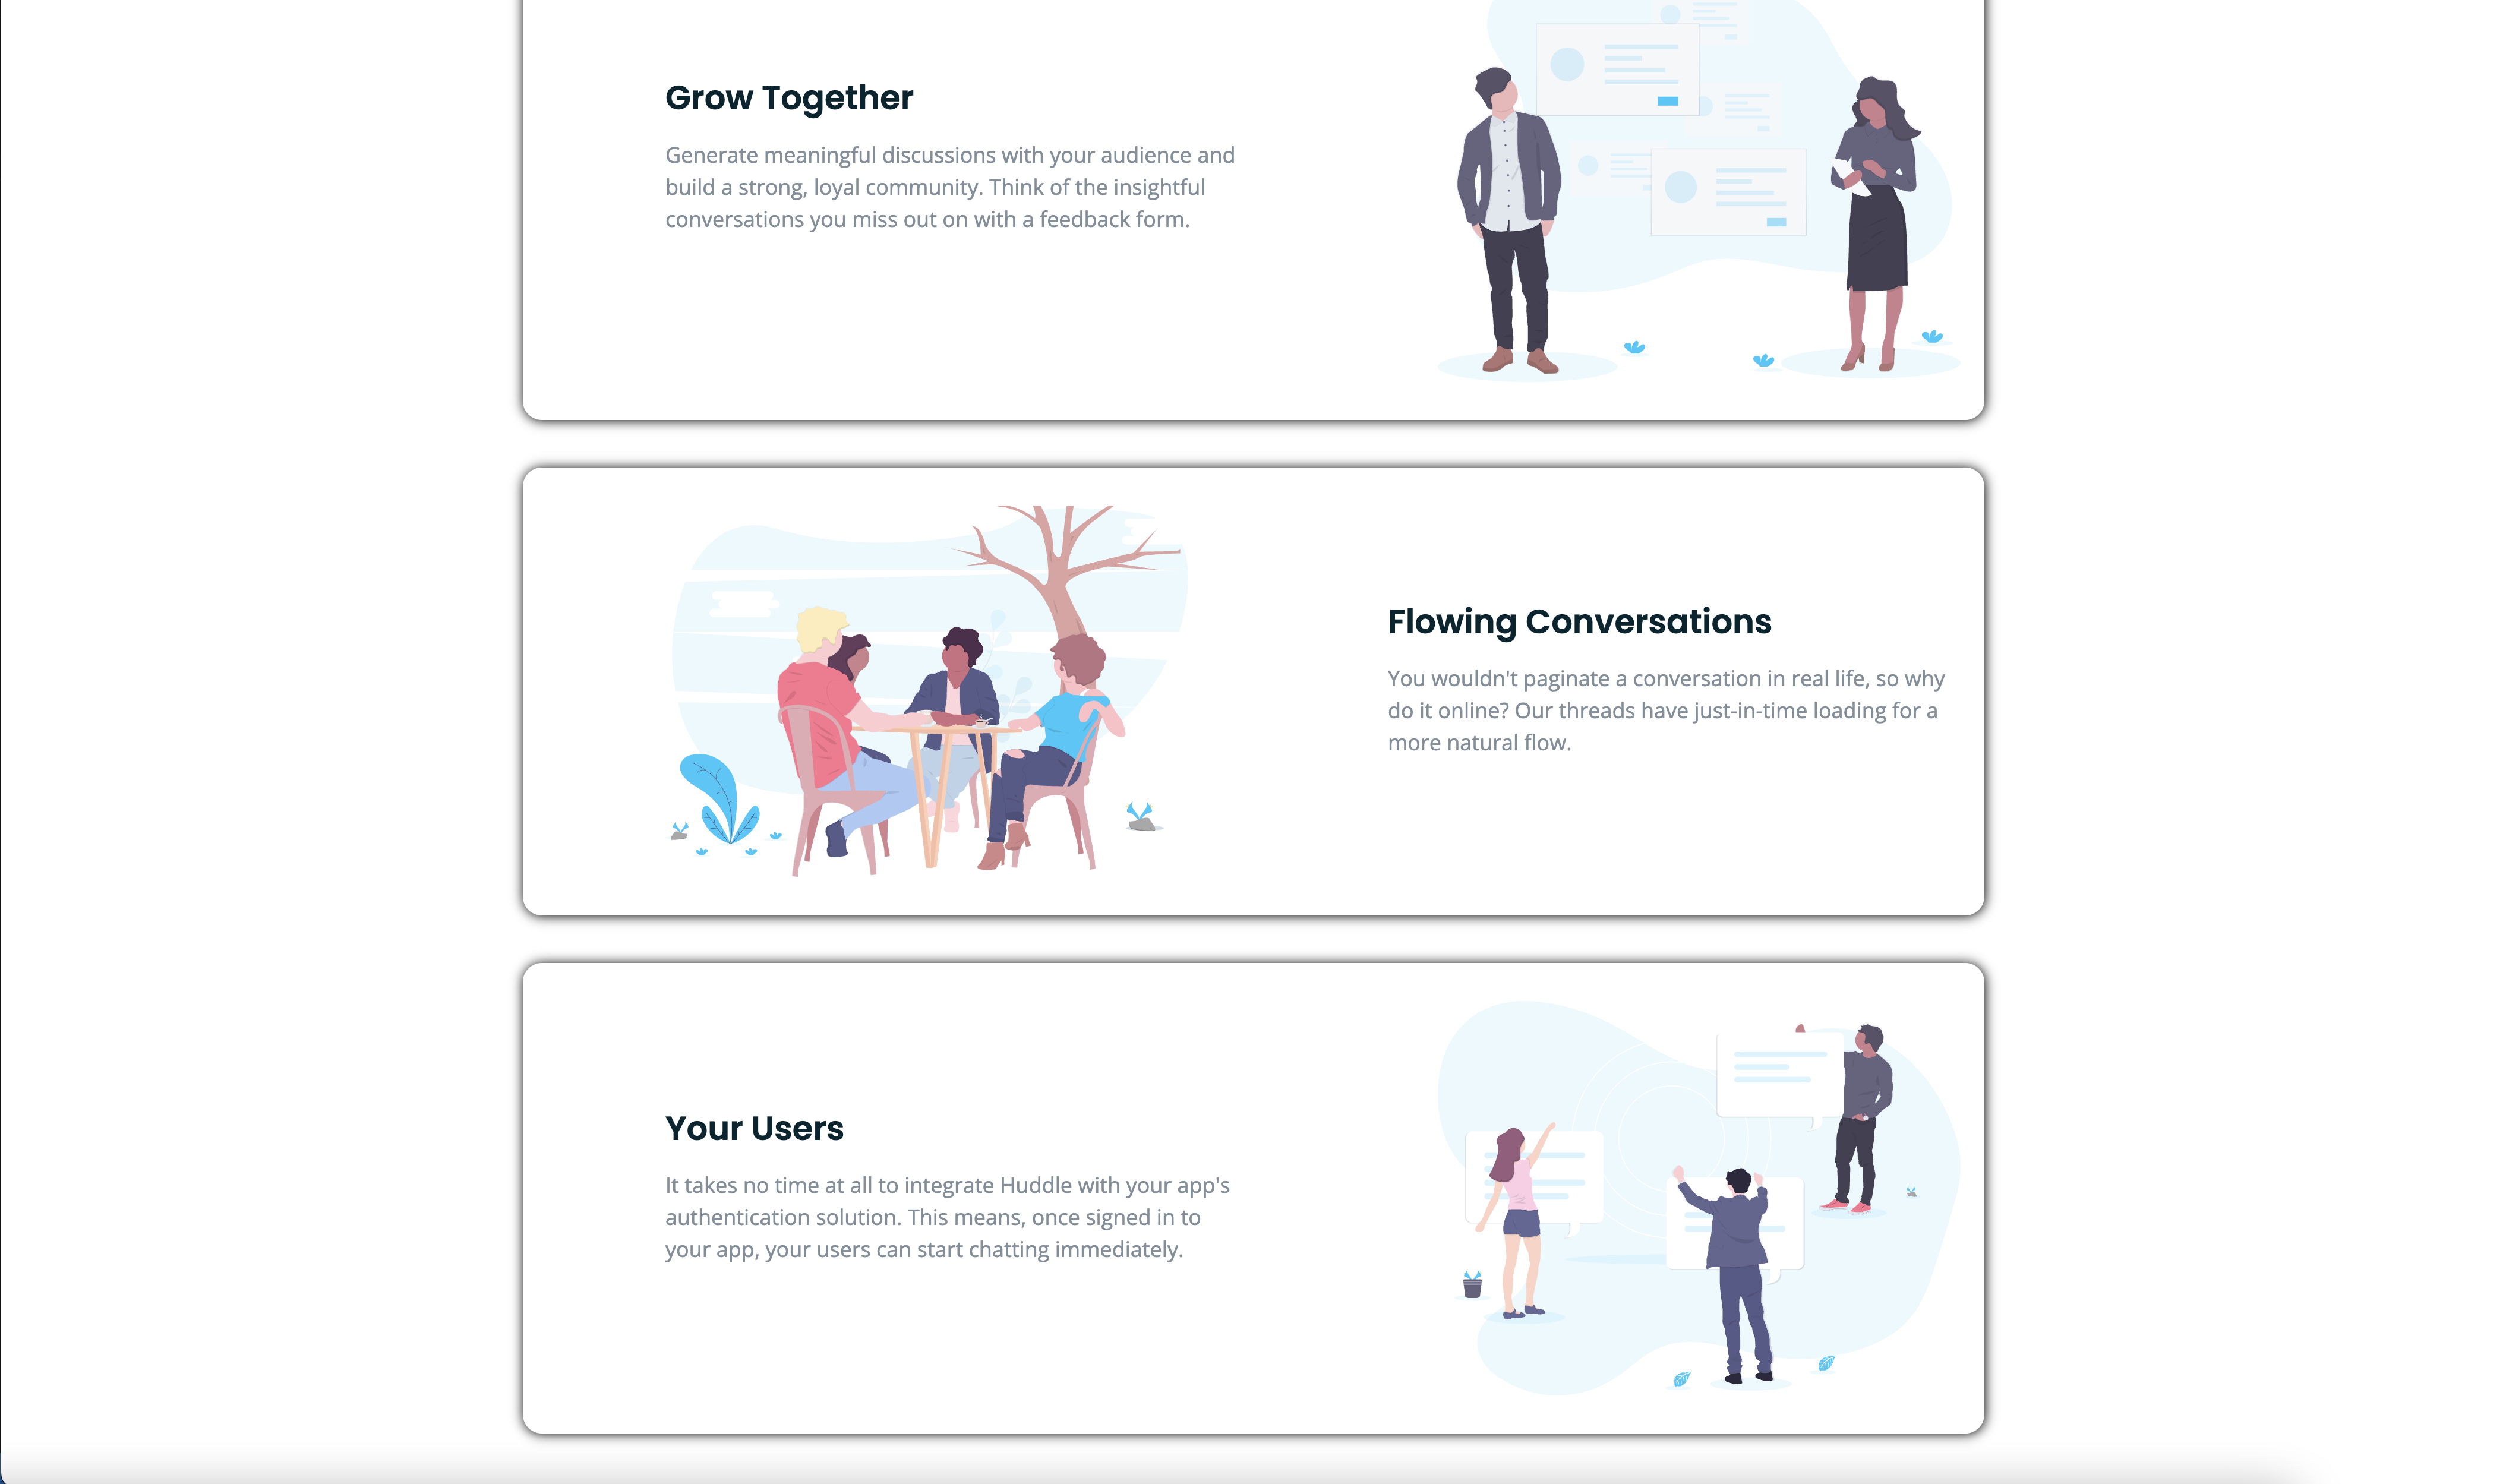 Grow Together
Generate meaningful discussions with your audience and
build a strong, loyal community. Think of the insightful
conversations you miss out on with a feedback form.
Flowing Conversations
You wouldn't paginate a conversation in real life, so why
do it online? Our threads have just-in-time loading for a
more natural flow.
Your Users
It takes no time at all to integrate Huddle with your app's
authentication solution. This means, once signed in to
your app, your users can start chatting immediately.